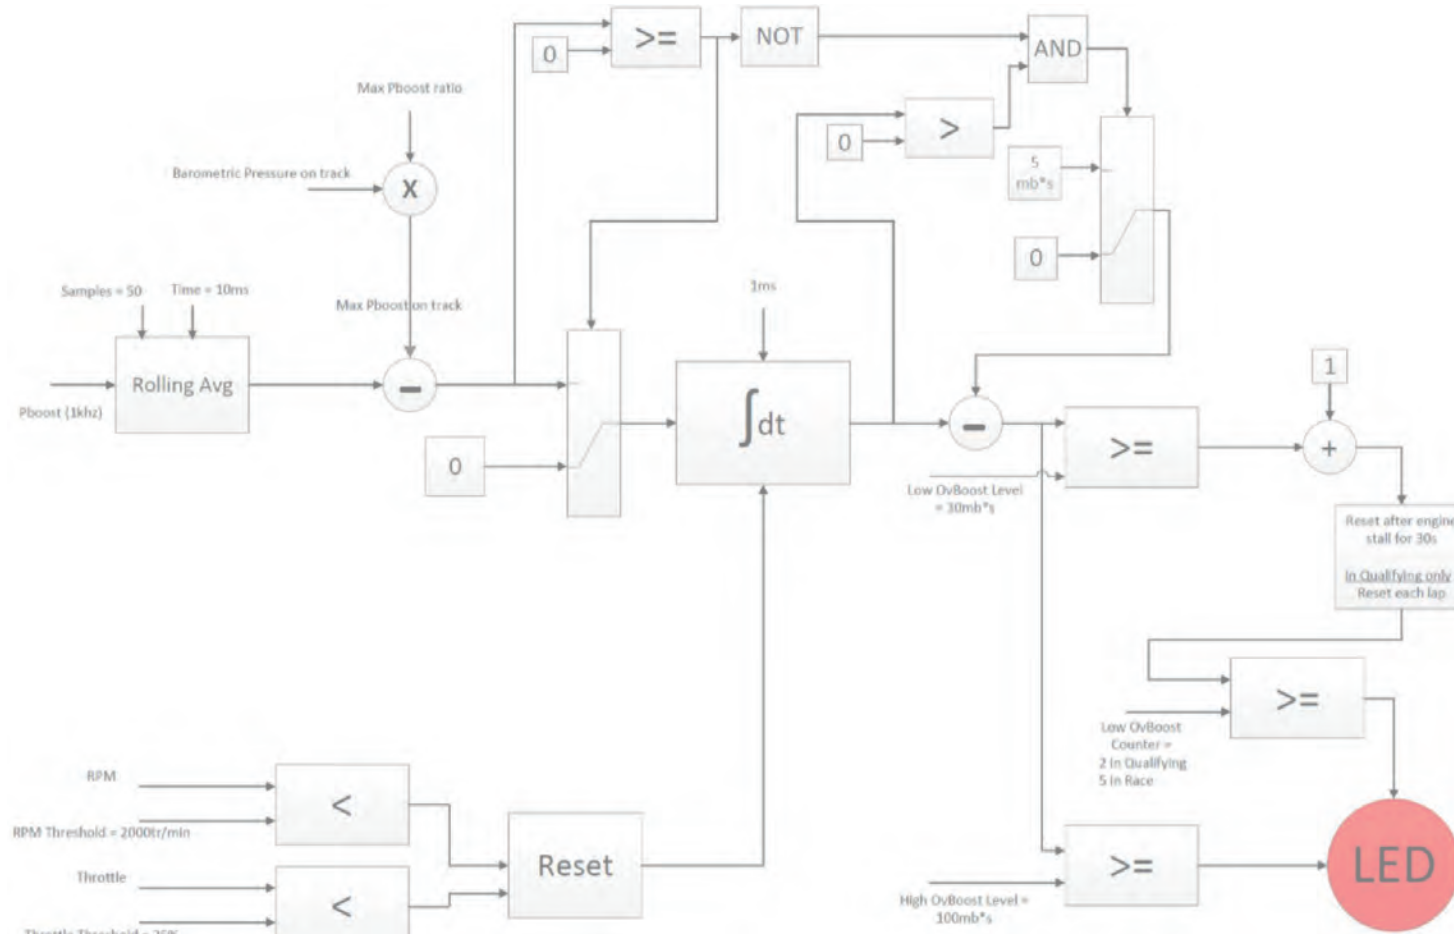 >=
NOT
AND
0
Max Pboost ratio
>
0
5
mb*s
Barometric Pressure on track
X
0
Samples = 50
Time = 10ms
Max Pboost on track
1ms
Rolling Avg
-
1
Pboost (1khz)
∫dt
-
>=
+
0
Low OvBoost Level
= 30mb*s
Reset after engine
stall for 30s
In Qualifying only
Reset each lap
>=
Low OvBoost
Counter =
2 in Qualifying
5 in Race
RPM
<
RPM Threshold = 2000tr/min
Reset
>=
LED
Throttle
<
High OvBoost Level =
100mb*s
Throttle Threshold = 25%